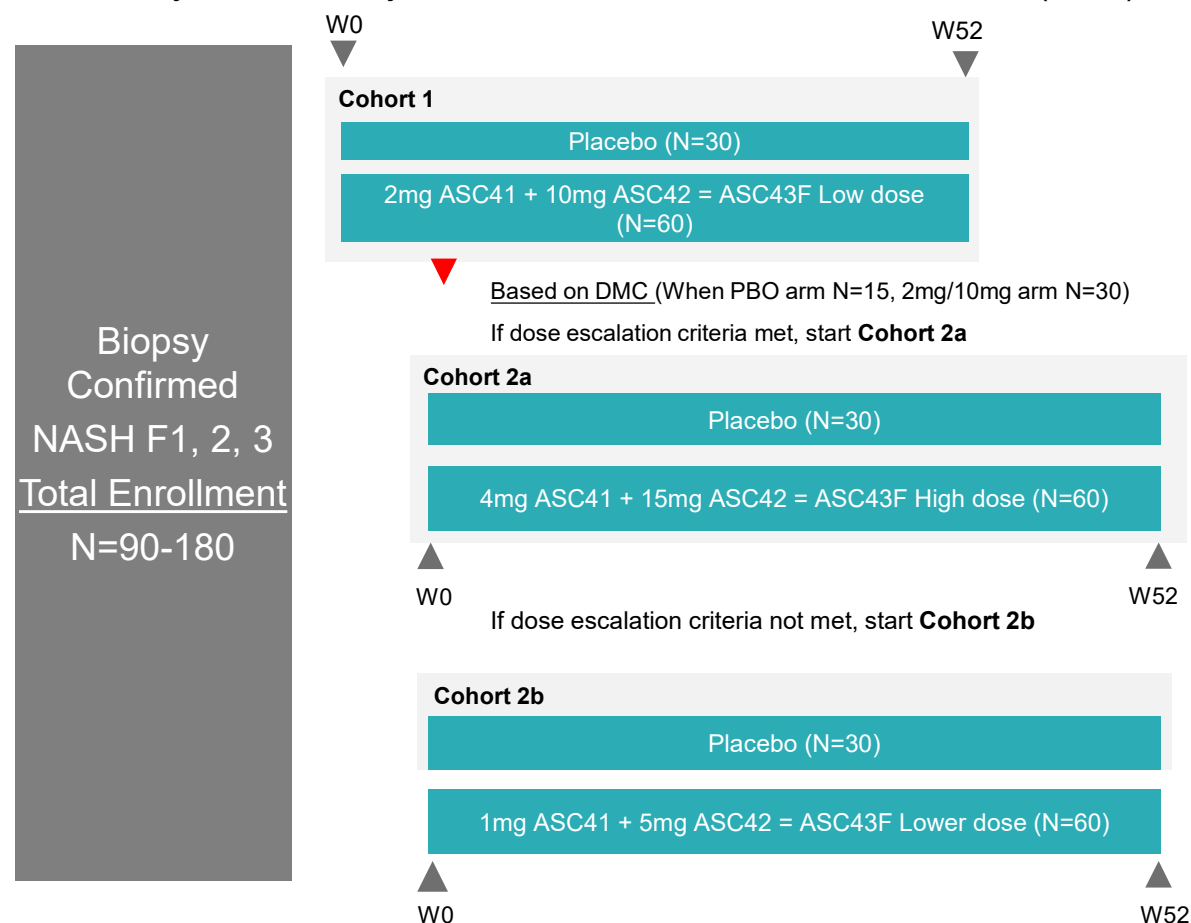 W0
W52
Cohort 1
Placebo (N=30)
2mg ASC41 + 10mg ASC42 = ASC43F Low dose
(N=60)
Based on DMC (When PBO arm N=15, 2mg/10mg arm N=30)
If dose escalation criteria met, start Cohort 2a
Biopsy
Confirmed
NASH F1, 2, 3
Total Enrollment
N=90-180
Cohort 2a
Placebo (N=30)
4mg ASC41 + 15mg ASC42 = ASC43F High dose (N=60)
W0
W52
If dose escalation criteria not met, start Cohort 2b
Cohort 2b
Placebo (N=30)
1mg ASC41 + 5mg ASC42 = ASC43F Lower dose (N=60)
W0
W52